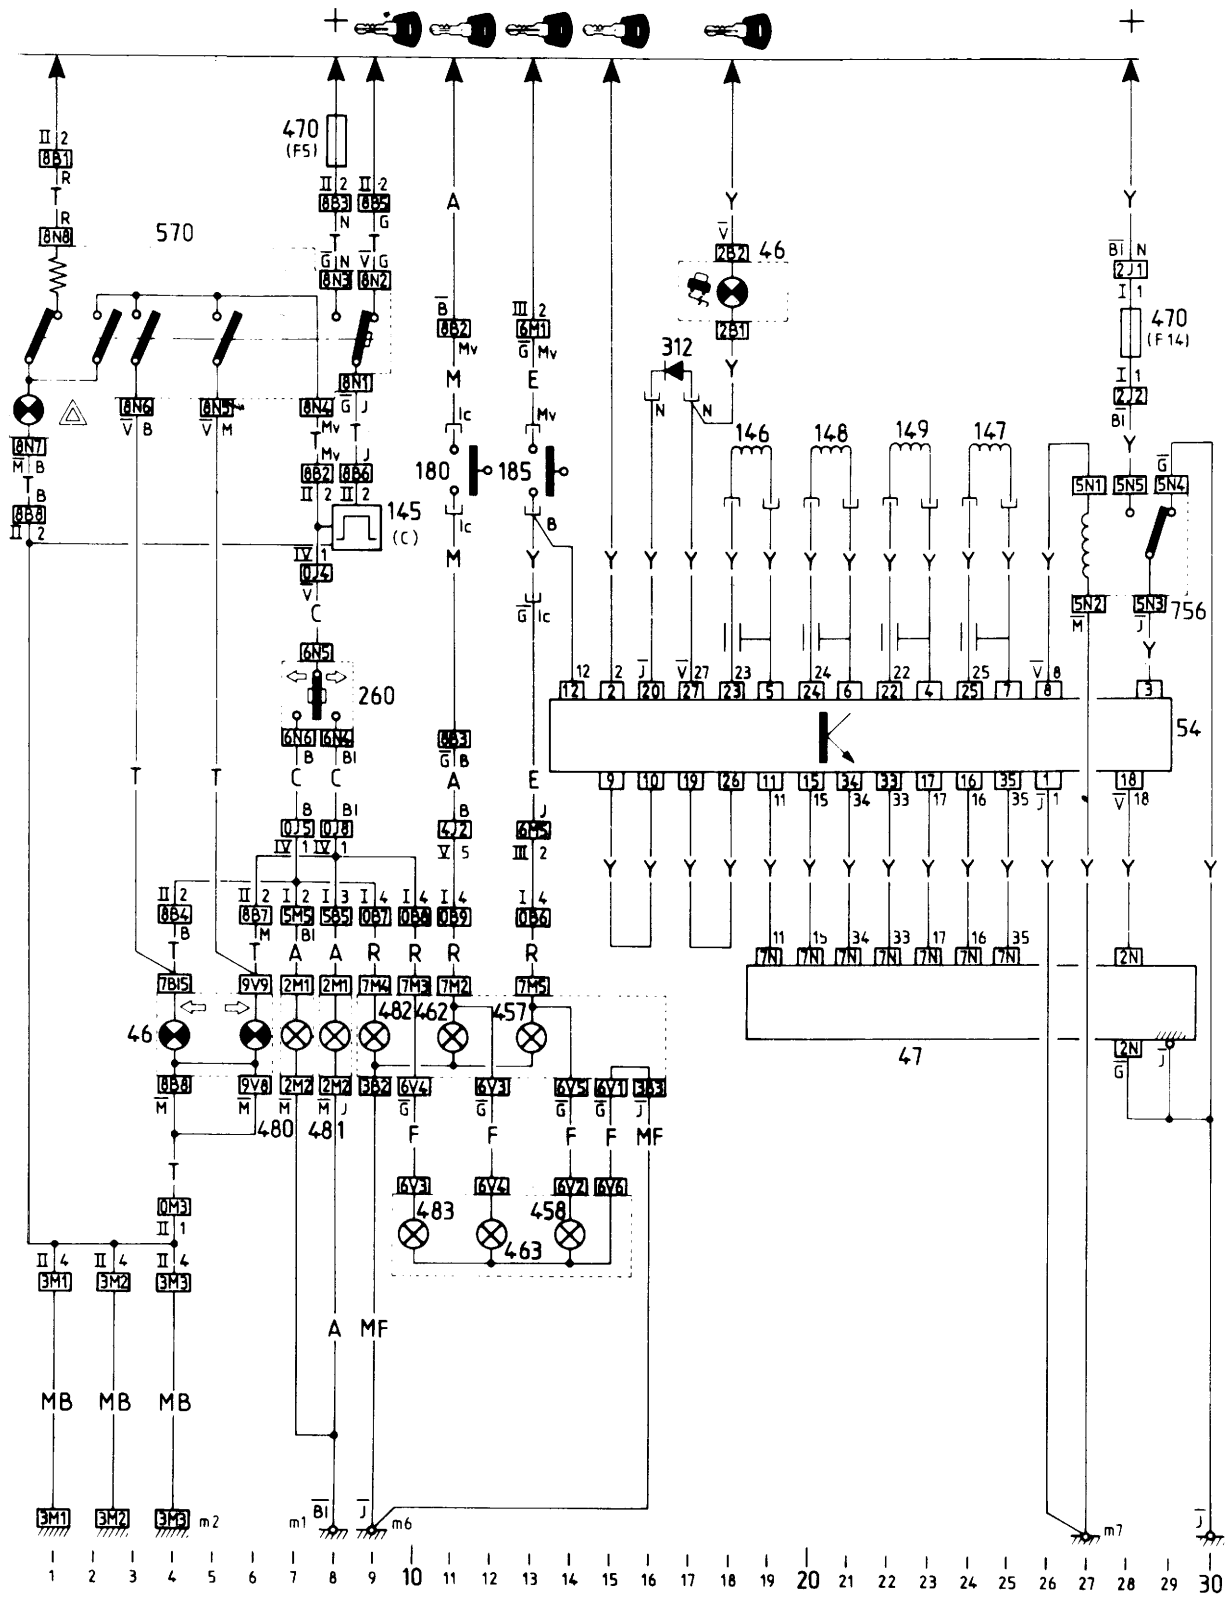 + +
470
(F5)
II 2
8B1
R
T
R
8N8
570
II 2 II 2
8B3 8B5
N G
T T
G N V G
8N3 8N2
A
Y
V
2B2 46
2B1
Y
Y
BI N
2J1
I 1
470
(F14)
I 1
2J2
BI
Y
B
8B2
Mv
M
Ic
III 2
6M1
G Mv
E
Mv
312
N N
8N1
G J
T
J
8N6 8N5 8N4
V B V M Mv
T
Mv
8N7
M B
T
B
8B8
II 2
8B2 8B6
II 2 II 2
145
(C)
180 185
Ic B
M Y
G Ic
146 148 149 147
G
5N1 5N5 5N4
5N2 5N3 756
M J
Y
IV 1
0J4
V
C
6N5
260
6N6 6N4
B BI
C C
B BI
0J5 0J8
IV 1 IV 1
Y Y Y Y Y Y Y Y Y Y Y Y
12 2 J V 27 23 24 22 25 V 8
12 2 20 27 23 5 24 6 22 4 25 7 8 3
54
9 10 19 26 11 15 34 33 17 16 35 1 18
11 15 34 33 17 16 35 J 1 V 18
8B3
G B
A
B
4J2
V 5
E
J
6M5
III 2
T T
Y Y Y Y Y Y Y Y Y Y Y Y Y Y
II 2 II 2 I 2 I 3 I 4 I 4 I 4 I 4
8B4 8B7 5M5 5B5 0B7 0B8 0B9 0B6
B M BI
T T A A R R R R
11 15 34 33 17 16 35
7N 7N 7N 7N 7N 7N 7N 2N
7BI5 9V9 2M1 2M1 7M4 7M3 7M2 7M5
46 482 462 457
47
2N
G J
8B8 9V8 2M2 2M2 3B2 6V4 6V3 6V5 6V1 3B3
M M M M J G G G G J
480 481
F F F F MF
T
0M3
II 1
6V3 6V4 6V2 6V6
483 463 458
II 4 II 4 II 4
3M1 3M2 3M3
A MF
MB MB MB
3M1 3M2 3M3 m2
BI J
m1 m6 m7 J
1 2 3 4 5 6 7 8 9 10 11 12 13 14 15 16 17 18 19 20 21 22 23 24 25 26 27 28 29 30